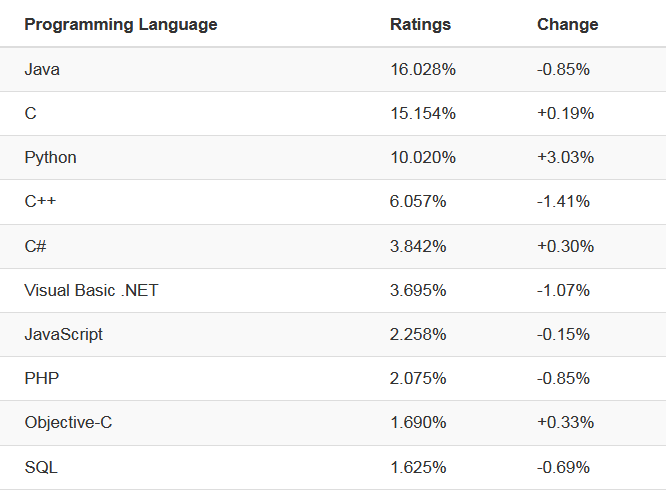 Programming Language Ratings Change
Java 16.028% -0.85%
C 15.154% +0.19%
Python 10.020% +3.03%
C++ 6.057% -1.41%
C# 3.842% +0.30%
Visual Basic .NET 3.695% -1.07%
JavaScript 2.258% -0.15%
PHP 2.075% -0.85%
Objective-C 1.690% +0.33%
SQL 1.625% -0.69%